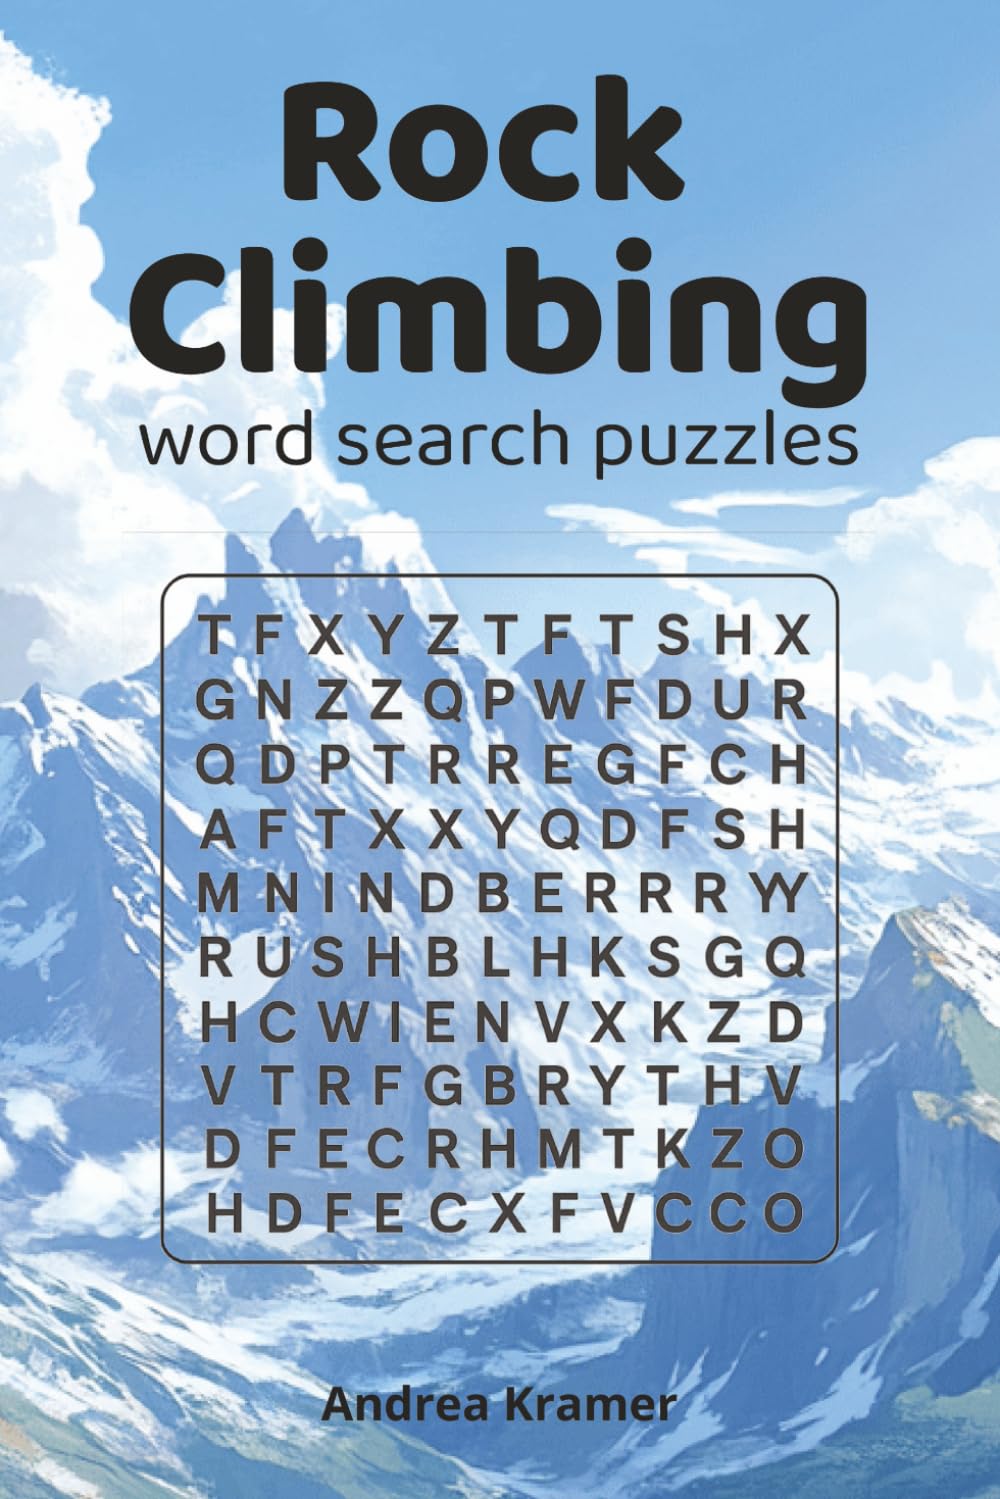 Rock
Climbing
word search puzzles
T F X Y Z T F T S H X
G N Z Z Q P W F D U R
Q D P T R R E G F C H
A F T X X Y Q D F S H
M N I N D B E R R R W
R U S H B L H K S G Q
H C W I E N V X K Z D
V T R F G B R Y T H V
D F E C R H M T K Z O
H D F E C X F V C C O
Andrea Kramer